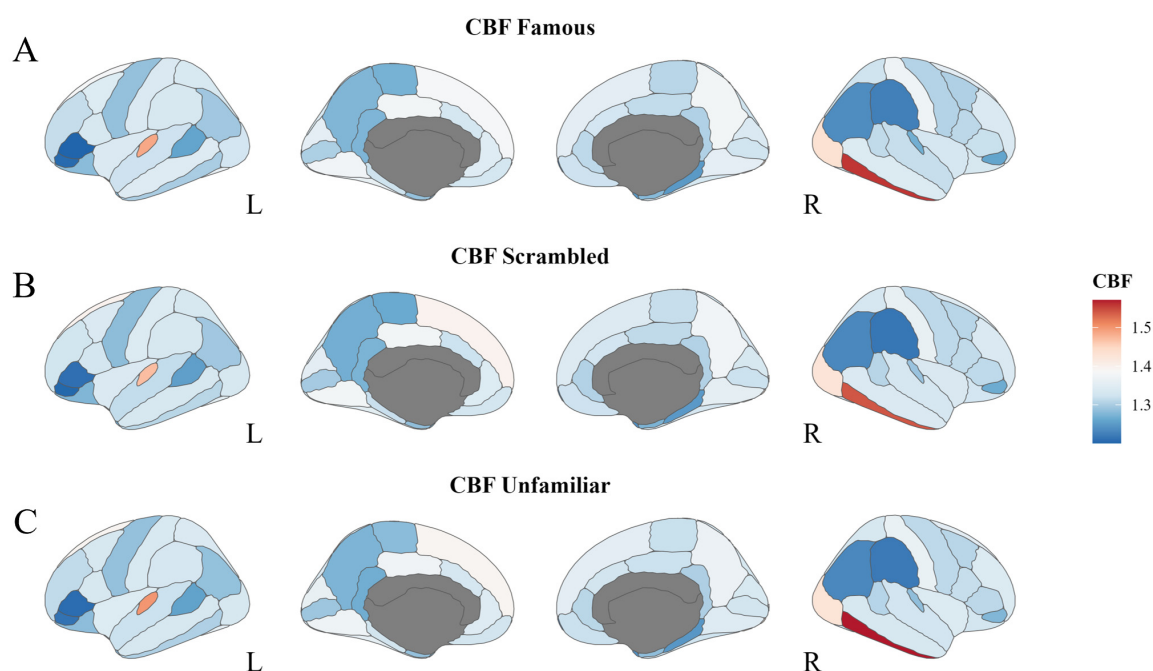 CBF Famous
A
L
R
CBF Scrambled
B
L
R
CBF
1.5
1.4
1.3
CBF Unfamiliar
C
L
R